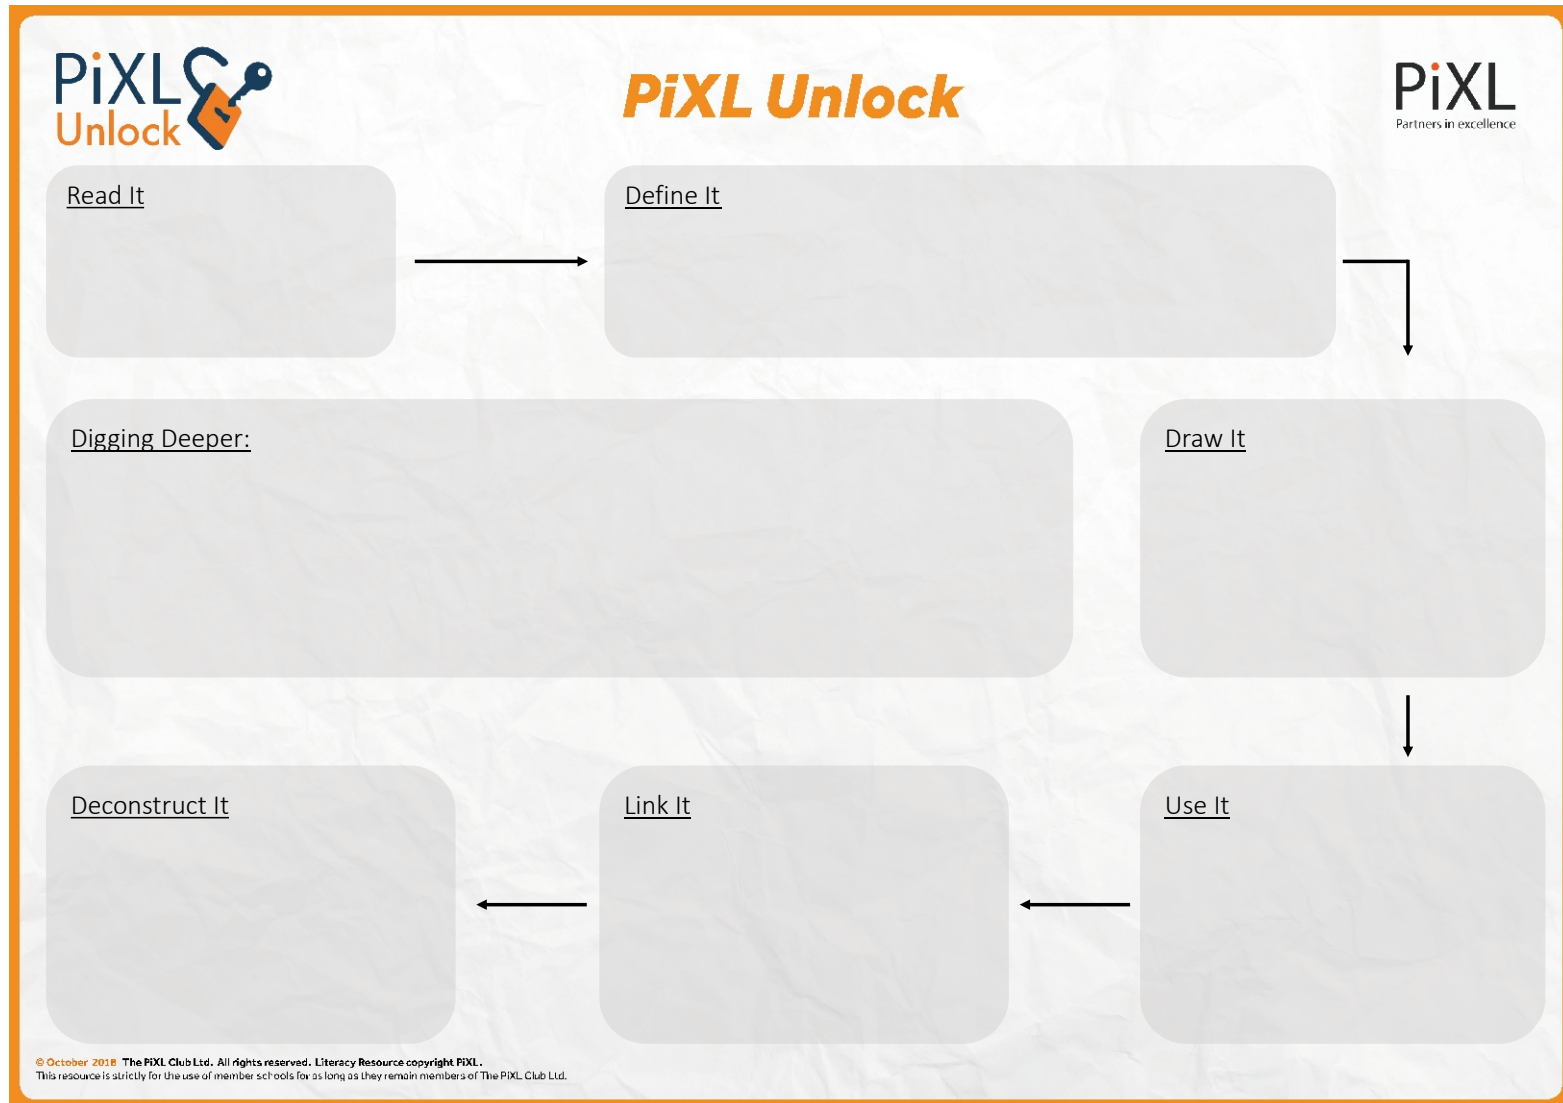 PiXL
Unlock
PiXL Unlock
PiXL
Partners in excellence
Read It
Define It
Digging Deeper:
Draw It
Deconstruct It
Link It
Use It
© October 2018 The PiXL Club Ltd. All rights reserved. Literacy Resource copyright PiXL.
This resource is strictly for the use of member schools for as long as they remain members of The PiXL Club Ltd.